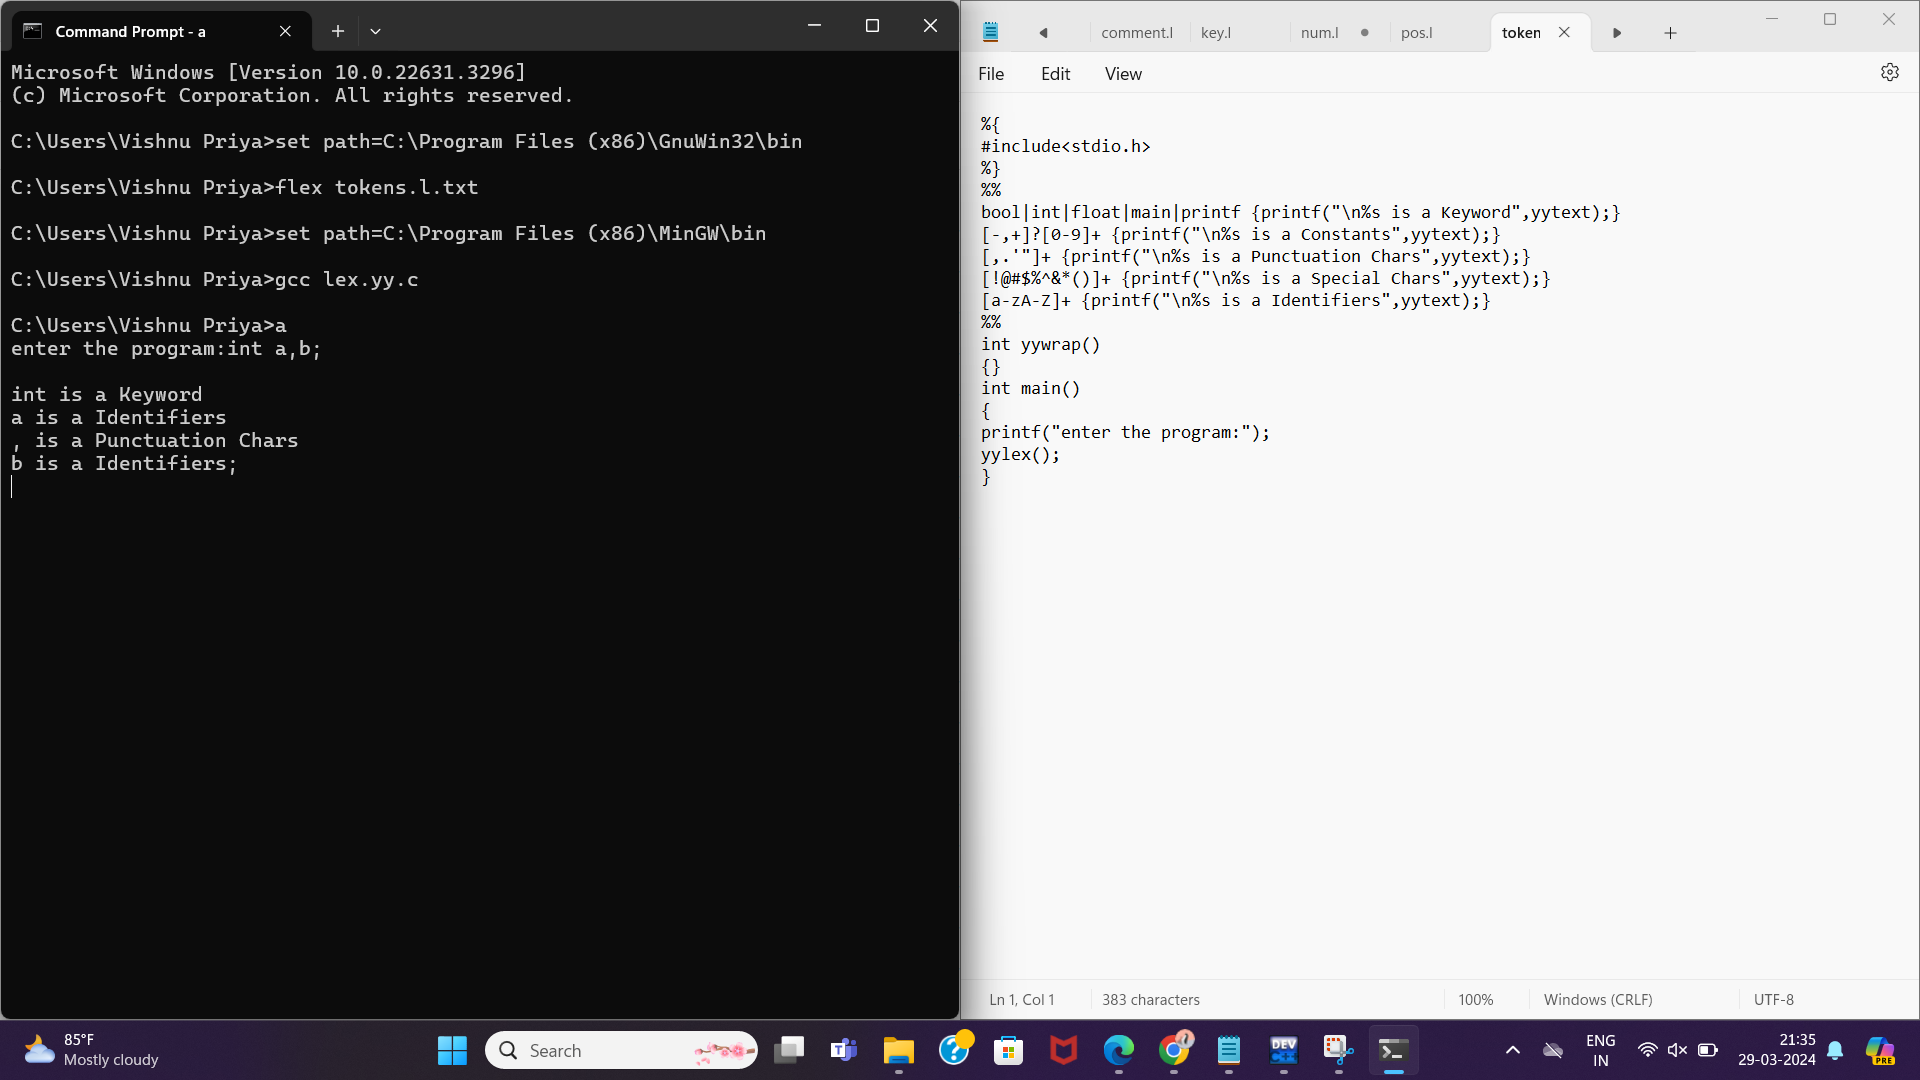 Command Prompt - a
Microsoft Windows [Version 10.0.22631.3296]
(c) Microsoft Corporation. All rights reserved.
C:\Users\Vishnu Priya>set path=C:\Program Files (x86)\GnuWin32\bin
C:\Users\Vishnu Priya>flex tokens.l.txt
C:\Users\Vishnu Priya>set path=C:\Program Files (x86)\MinGW\bin
C:\Users\Vishnu Priya>gcc lex.yy.c
C:\Users\Vishnu Priya>a
enter the program:int a,b;
int is a Keyword
a is a Identifiers
, is a Punctuation Chars
b is a Identifiers;
comment.l key.l num.l pos.l token
File Edit View
%{
#include<stdio.h>
%}
%%
bool|int|float|main|printf {printf("\n%s is a Keyword",yytext);}
[-,+]?[0-9]+ {printf("\n%s is a Constants",yytext);}
[,.'"]+ {printf("\n%s is a Punctuation Chars",yytext);}
[!@#$%^&*()]+ {printf("\n%s is a Special Chars",yytext);}
[a-zA-Z]+ {printf("\n%s is a Identifiers",yytext);}
%%
int yywrap()
{}
int main()
{
printf("enter the program:");
yylex();
}
Ln 1, Col 1 383 characters 100% Windows (CRLF) UTF-8
85°F
Mostly cloudy
Search
DEV
PRE
ENG
IN
21:35
29-03-2024